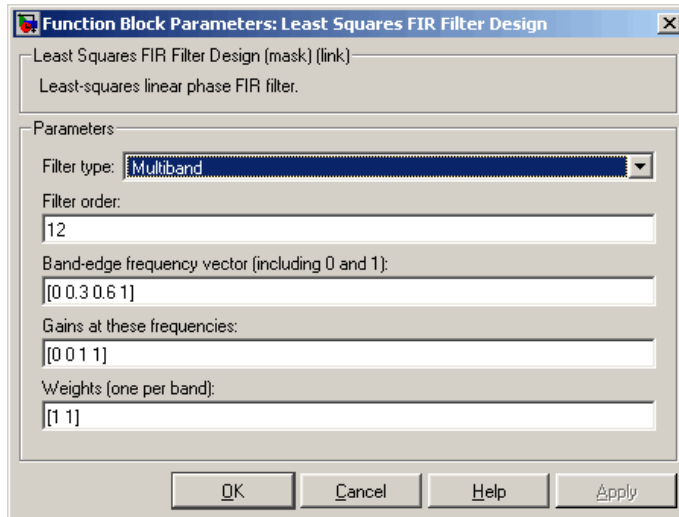 Function Block Parameters: Least Squares FIR Filter Design
Least Squares FIR Filter Design (mask) (link)
Least-squares linear phase FIR filter.
Parameters
Filter type: Multiband
Filter order:
12
Band-edge frequency vector (including 0 and 1):
[0 0.3 0.6 1]
Gains at these frequencies:
[0 0 1 1]
Weights (one per band):
[1 1]
OK Cancel Help Apply